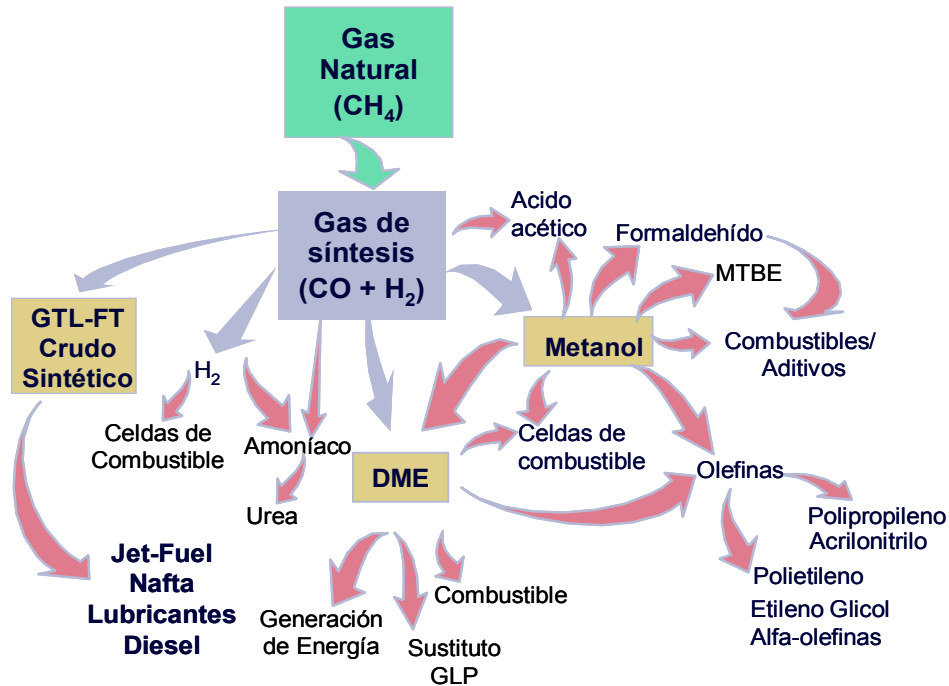 Gas
Natural
(CH₄)
Gas de
síntesis
(CO + H₂)
Acido
acético
Formaldehído
MTBE
GTL-FT
Crudo
Sintético
Metanol
Combustibles/
Aditivos
H₂
Celdas de
Combustible
Amoníaco
Celdas de
combustible
DME
Olefinas
Urea
Polipropileno
Acrilonitrilo
Jet-Fuel
Nafta
Lubricantes
Diesel
Generación
de Energía
Sustituto
GLP
Combustible
Polietileno
Etileno Glicol
Alfa-olefinas